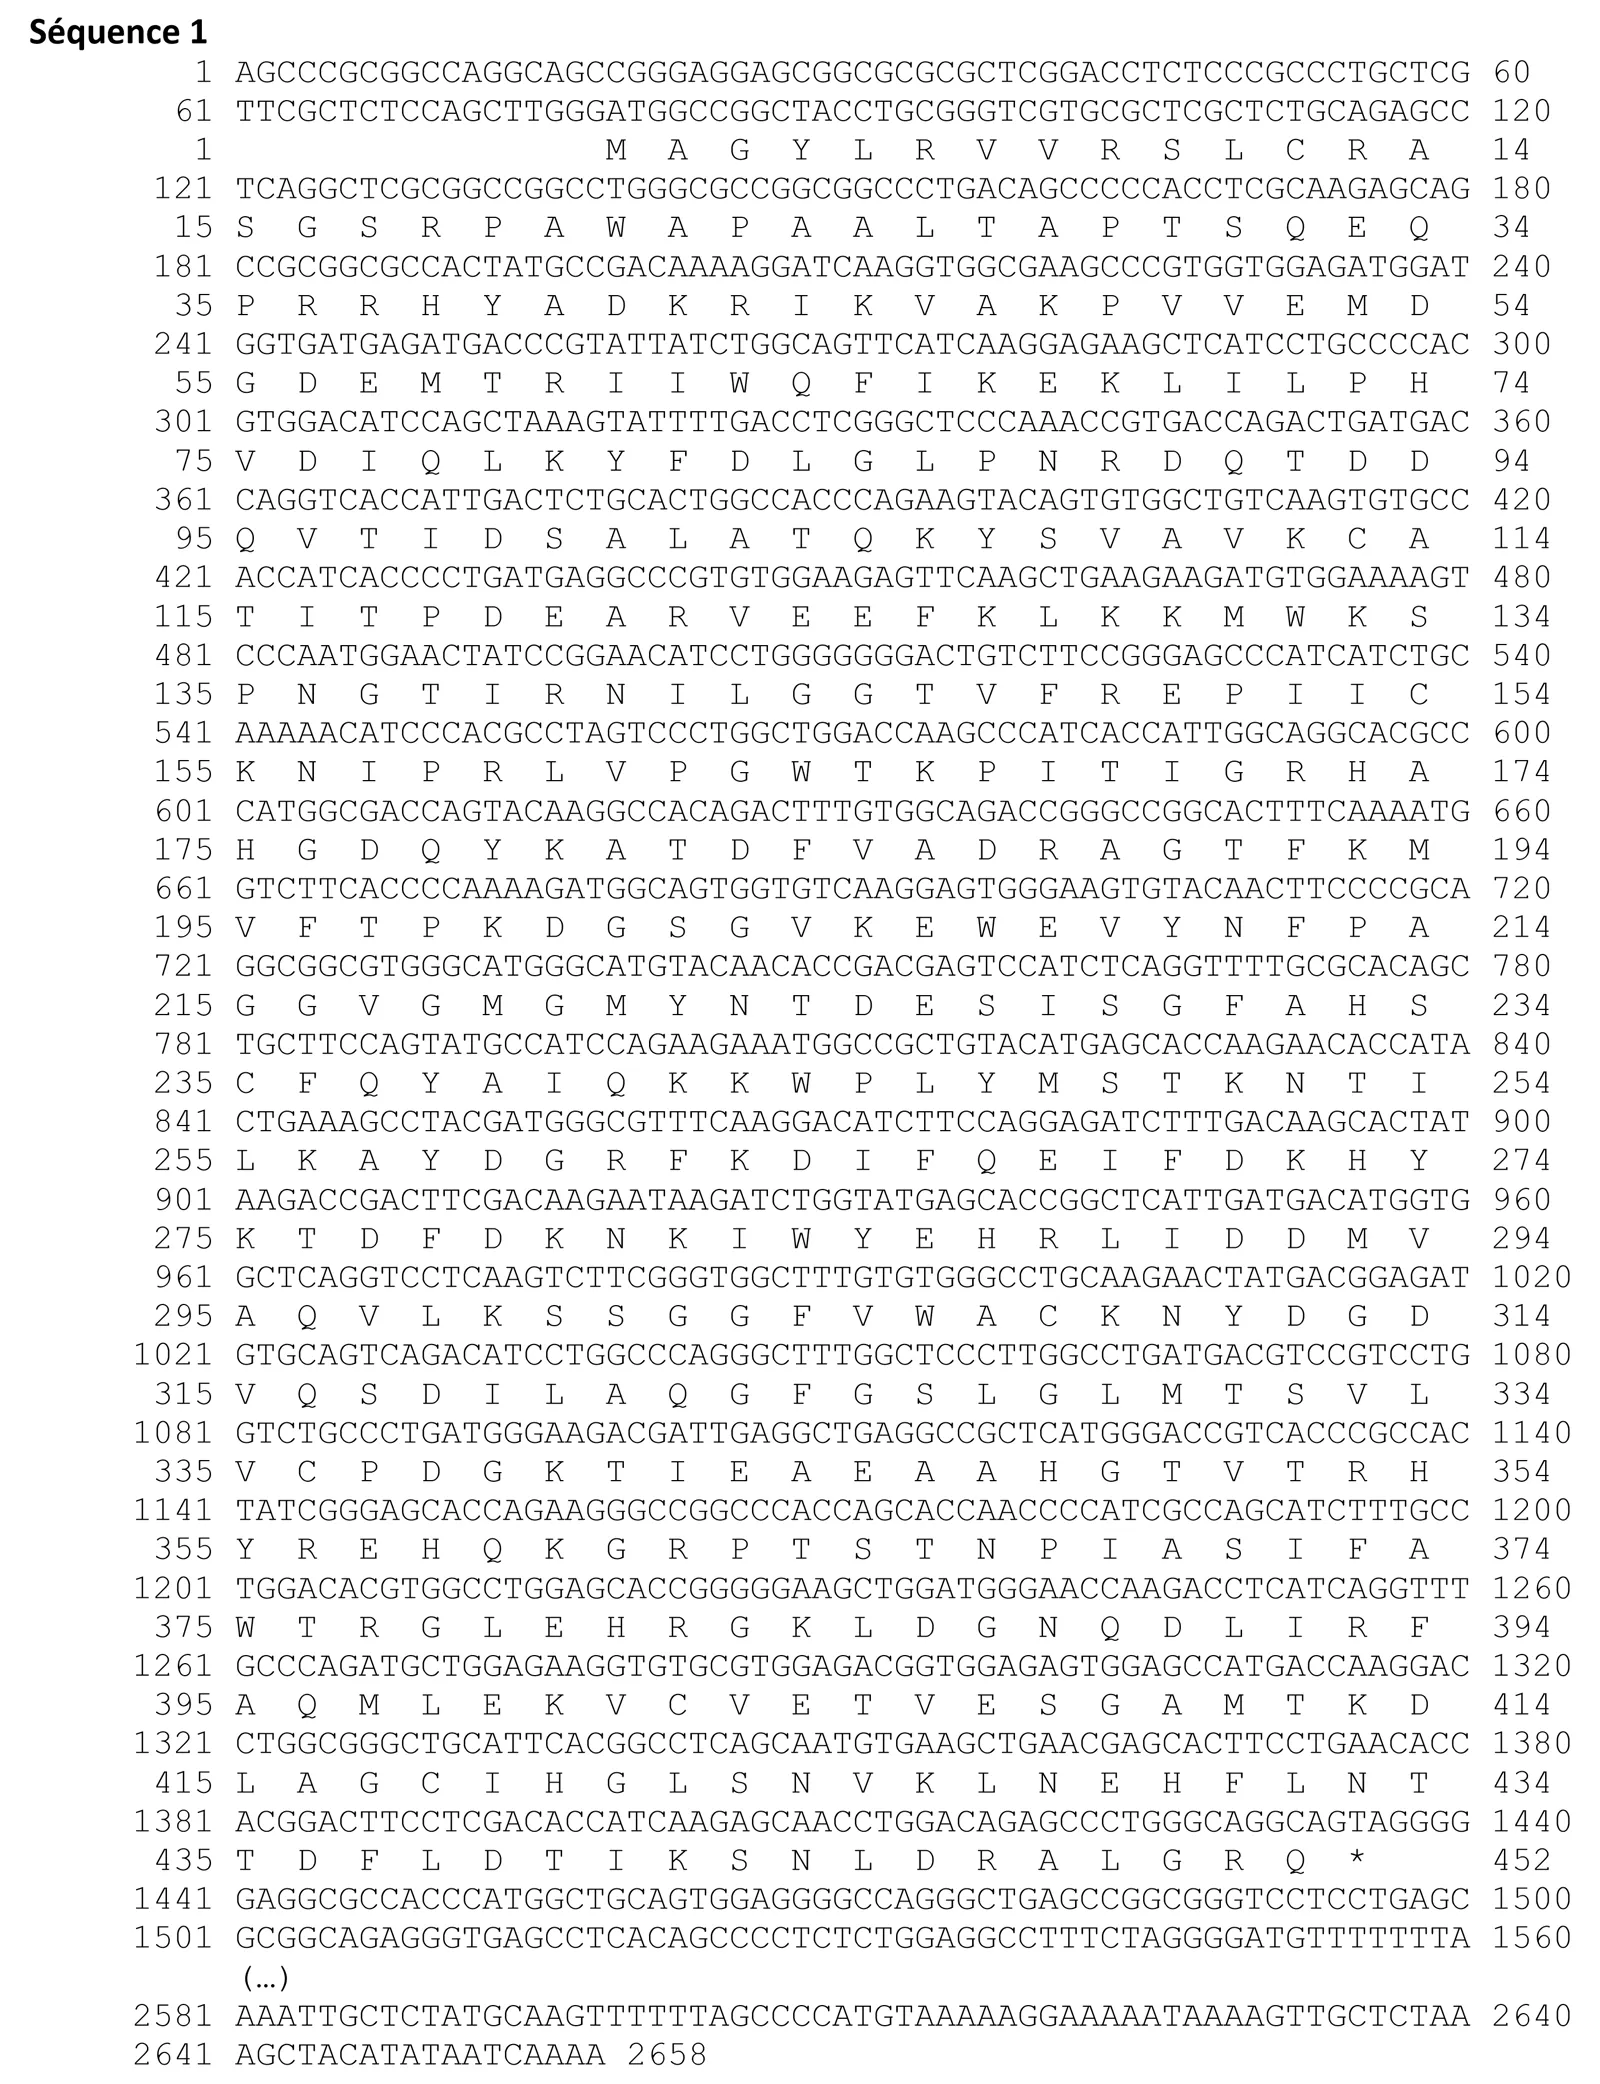 Séquence 1
1 AGCCCGCGGCCAGGCAGCCGGGAGGAGCGGCGCGCGCTCGGACCTCTCCCGCCCTGCTCG 60
61 TTCGCTCTCCAGCTTGGGATGGCCGGCTACCTGCGGGTCGTGCGCTCGCTCTGCAGAGCC 120
1 M A G Y L R V V R S L C R A 14
121 TCAGGCTCGCGGCCGGCCTGGGCGCCGGCGGCCCTGACAGCCCCCACCTCGCAAGAGCAG 180
15 S G S R P A W A P A A L T A P T S Q E Q 34
181 CCGCGGCGCCACTATGCCGACAAAAGGATCAAGGTGGCGAAGCCCGTGGTGGAGATGGAT 240
35 P R R H Y A D K R I K V A K P V V E M D 54
241 GGTGATGAGATGACCCGTATTATCTGGCAGTTCATCAAGGAGAAGCTCATCCTGCCCCAC 300
55 G D E M T R I I W Q F I K E K L I L P H 74
301 GTGGACATCCAGCTAAAGTATTTTGACCTCGGGCTCCCAAACCGTGACCAGACTGATGAC 360
75 V D I Q L K Y F D L G L P N R D Q T D D 94
361 CAGGTCACCATTGACTCTGCACTGGCCACCCAGAAGTACAGTGTGGCTGTCAAGTGTGCC 420
95 Q V T I D S A L A T Q K Y S V A V K C A 114
421 ACCATCACCCCTGATGAGGCCCGTGTGGAAGAGTTCAAGCTGAAGAAGATGTGGAAAAGT 480
115 T I T P D E A R V E E F K L K K M W K S 134
481 CCCAATGGAACTATCCGGAACATCCTGGGGGGGACTGTCTTCCGGGAGCCCATCATCTGC 540
135 P N G T I R N I L G G T V F R E P I I C 154
541 AAAAACATCCCACGCCTAGTCCCTGGCTGGACCAAGCCCATCACCATTGGCAGGCACGCC 600
155 K N I P R L V P G W T K P I T I G R H A 174
601 CATGGCGACCAGTACAAGGCCACAGACTTTGTGGCAGACCGGGCCGGCACTTTCAAAATG 660
175 H G D Q Y K A T D F V A D R A G T F K M 194
661 GTCTTCACCCCAAAAGATGGCAGTGGTGTCAAGGAGTGGGAAGTGTACAACTTCCCCGCA 720
195 V F T P K D G S G V K E W E V Y N F P A 214
721 GGCGGCGTGGGCATGGGCATGTACAACACCGACGAGTCCATCTCAGGTTTTGCGCACAGC 780
215 G G V G M G M Y N T D E S I S G F A H S 234
781 TGCTTCCAGTATGCCATCCAGAAGAAATGGCCGCTGTACATGAGCACCAAGAACACCATA 840
235 C F Q Y A I Q K K W P L Y M S T K N T I 254
841 CTGAAAGCCTACGATGGGCGTTTCAAGGACATCTTCCAGGAGATCTTTGACAAGCACTAT 900
255 L K A Y D G R F K D I F Q E I F D K H Y 274
901 AAGACCGACTTCGACAAGAATAAGATCTGGTATGAGCACCGGCTCATTGATGACATGGTG 960
275 K T D F D K N K I W Y E H R L I D D M V 294
961 GCTCAGGTCCTCAAGTCTTCGGGTGGCTTTGTGTGGGCCTGCAAGAACTATGACGGAGAT 1020
295 A Q V L K S S G G F V W A C K N Y D G D 314
1021 GTGCAGTCAGACATCCTGGCCCAGGGCTTTGGCTCCCTTGGCCTGATGACGTCCGTCCTG 1080
315 V Q S D I L A Q G F G S L G L M T S V L 334
1081 GTCTGCCCTGATGGGAAGACGATTGAGGCTGAGGCCGCTCATGGGACCGTCACCCGCCAC 1140
335 V C P D G K T I E A E A A H G T V T R H 354
1141 TATCGGGAGCACCAGAAGGGCCGGCCCACCAGCACCAACCCCATCGCCAGCATCTTTGCC 1200
355 Y R E H Q K G R P T S T N P I A S I F A 374
1201 TGGACACGTGGCCTGGAGCACCGGGGGAAGCTGGATGGGAACCAAGACCTCATCAGGTTT 1260
375 W T R G L E H R G K L D G N Q D L I R F 394
1261 GCCCAGATGCTGGAGAAGGTGTGCGTGGAGACGGTGGAGAGTGGAGCCATGACCAAGGAC 1320
395 A Q M L E K V C V E T V E S G A M T K D 414
1321 CTGGCGGGCTGCATTCACGGCCTCAGCAATGTGAAGCTGAACGAGCACTTCCTGAACACC 1380
415 L A G C I H G L S N V K L N E H F L N T 434
1381 ACGGACTTCCTCGACACCATCAAGAGCAACCTGGACAGAGCCCTGGGCAGGCAGTAGGGG 1440
435 T D F L D T I K S N L D R A L G R Q * 452
1441 GAGGCGCCACCCATGGCTGCAGTGGAGGGGCCAGGGCTGAGCCGGCGGGTCCTCCTGAGC 1500
1501 GCGGCAGAGGGTGAGCCTCACAGCCCCTCTCTGGAGGCCTTTCTAGGGGATGTTTTTTTA 1560
(…)
2581 AAATTGCTCTATGCAAGTTTTTTAGCCCCATGTAAAAAGGAAAAATAAAAGTTGCTCTAA 2640
2641 AGCTACATATAATCAAAA 2658